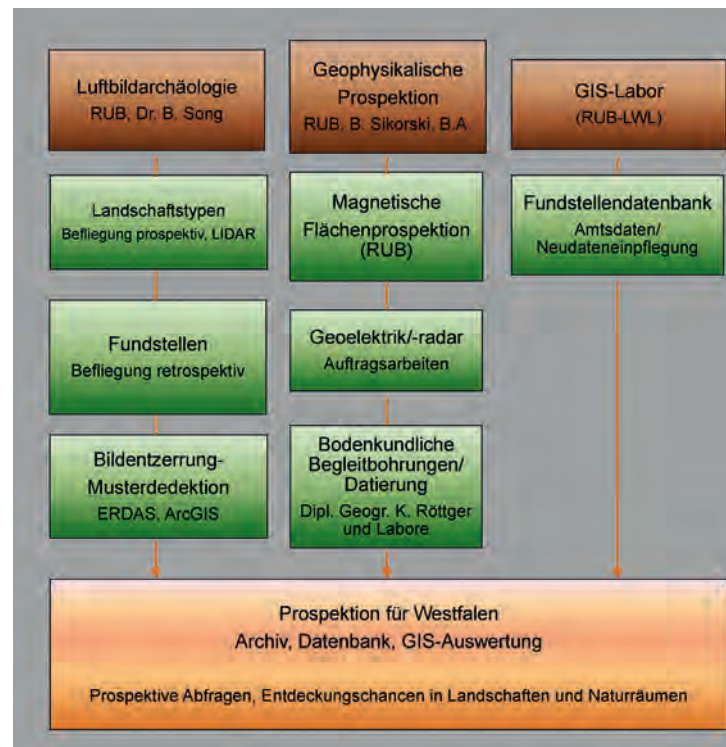 Luftbildarchäologie
RUB, Dr. B. Song
Landschaftstypen
Befliegung prospektiv, LIDAR
Fundstellen
Befliegung retrospektiv
Bildentzerrung-
Musterdedektion
ERDAS, ArcGIS
Geophysikalische
Prospektion
RUB, B. Sikorski, B.A.
Magnetische
Flächenprospektion
(RUB)
Geoelektrik/-radar
Auftragsarbeiten
Bodenkundliche
Begleitbohrungen/
Datierung
Dipl. Geogr. K. Röttger
und Labore
GIS-Labor
(RUB-LWL)
Fundstellendatenbank
Amtsdaten/
Neudateneinpflegung
Prospektion für Westfalen
Archiv, Datenbank, GIS-Auswertung
Prospektive Abfragen, Entdeckungschancen in Landschaften und Naturräumen